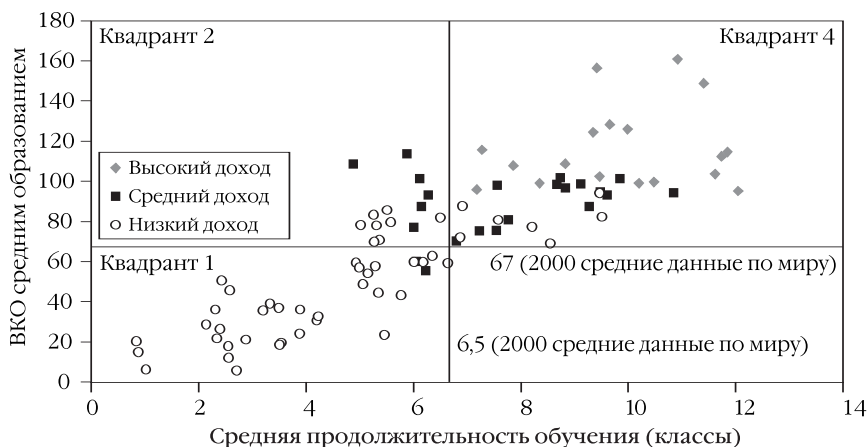 180
160
140
120
100
80
60
40
20
0
ВКО средним образованием
Квадрант 2
Квадрант 4
Высокий доход
Средний доход
Низкий доход
Квадрант 1
67 (2000 средние данные по миру)
6,5 (2000 средние данные по миру)
0 2 4 6 8 10 12 14
Средняя продолжительность обучения (классы)